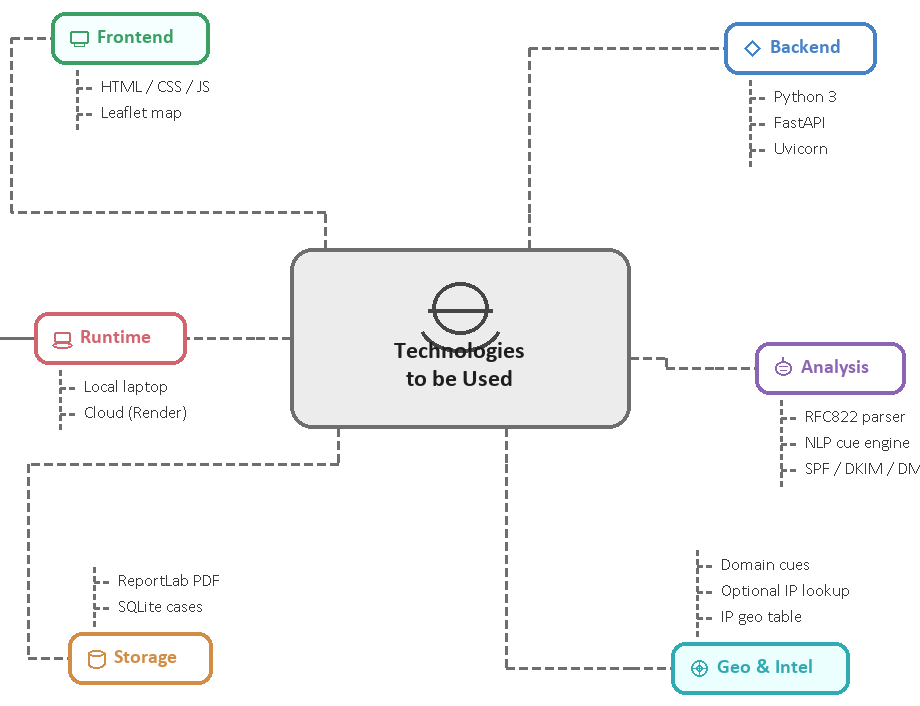 Frontend
HTML / CSS / JS
Leaflet map
Backend
Python 3
FastAPI
Uvicorn
Technologies
to be Used
Runtime
Local laptop
Cloud (Render)
Analysis
RFC822 parser
NLP cue engine
SPF / DKIM / DM
ReportLab PDF
SQLite cases
Storage
Domain cues
Optional IP lookup
IP geo table
Geo & Intel